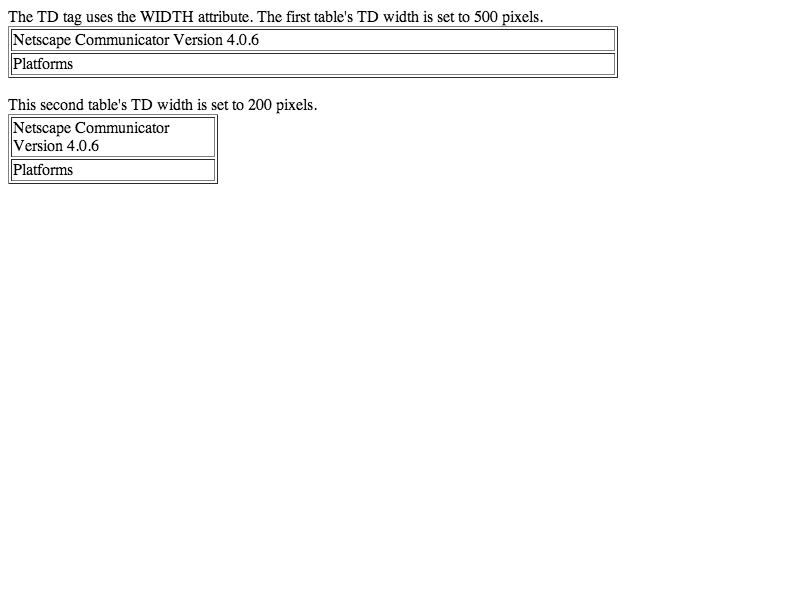 The TD tag uses the WIDTH attribute. The first table's TD width is set to 500 pixels.
Netscape Communicator Version 4.0.6
Platforms
This second table's TD width is set to 200 pixels.
Netscape Communicator
Version 4.0.6
Platforms